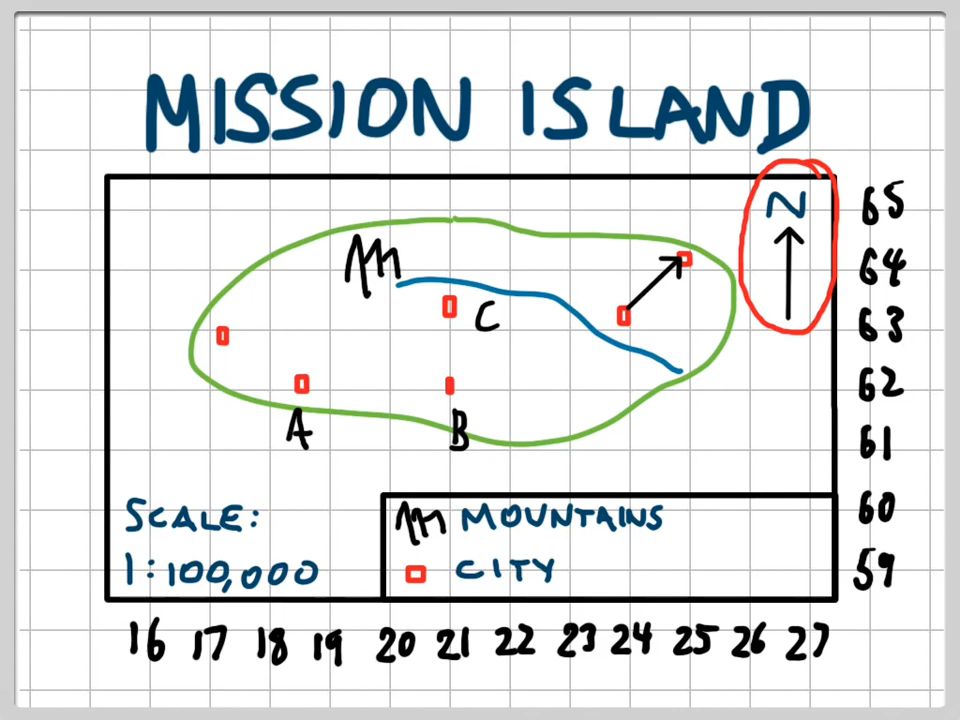 MISSION ISLAND
N
65
64
63
62
61
60
59
C
A
B
SCALE:
1:100,000
MOUNTAINS
CITY
16 17 18 19 20 21 22 23 24 25 26 27